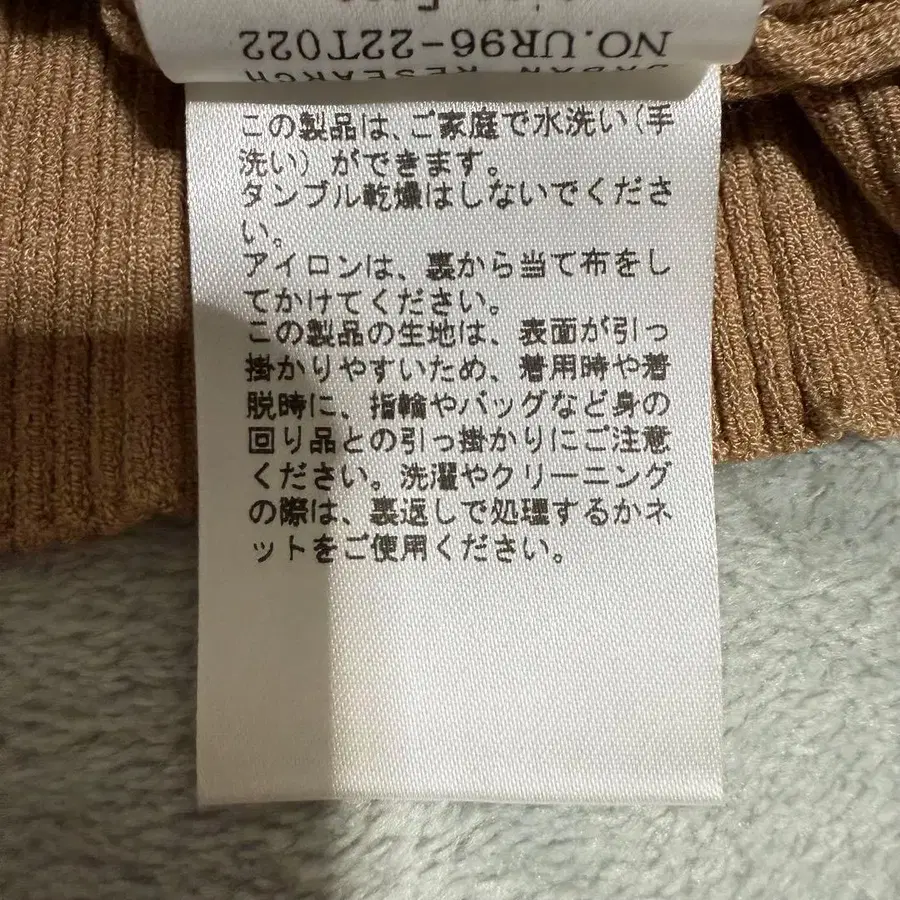 NO.UR96-22T022
URBAN RESEARCH
この製品は、ご家庭で水洗い(手
洗い)ができます。
タンブル乾燥はしないでくださ
い。
アイロンは、裏から当て布をし
てかけてください。
この製品の生地は、表面が引っ
掛かりやすいため、着用時や着
脱時に、指輪やバッグなど身の
回り品との引っ掛かりにご注意
ください。洗濯やクリーニング
の際は、裏返しで処理するかネ
ットをご使用ください。